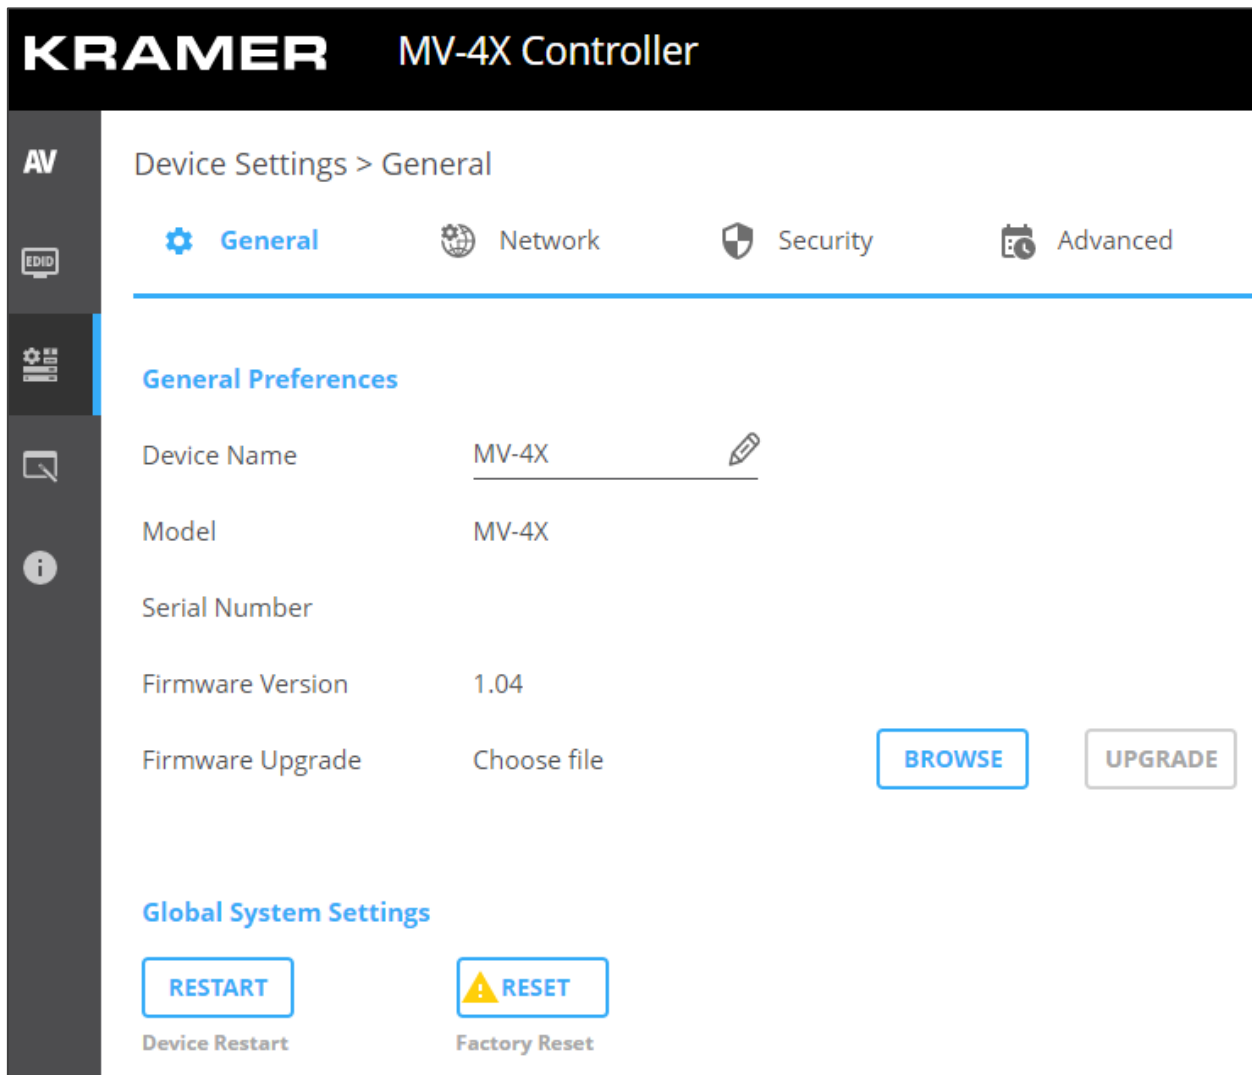 KRAMER MV-4X Controller
AV
Device Settings > General
General Network Security Advanced
EDID
General Preferences
Device Name MV-4X
Model MV-4X
Serial Number
Firmware Version 1.04
Firmware Upgrade Choose file BROWSE UPGRADE
Global System Settings
RESTART RESET
Device Restart Factory Reset